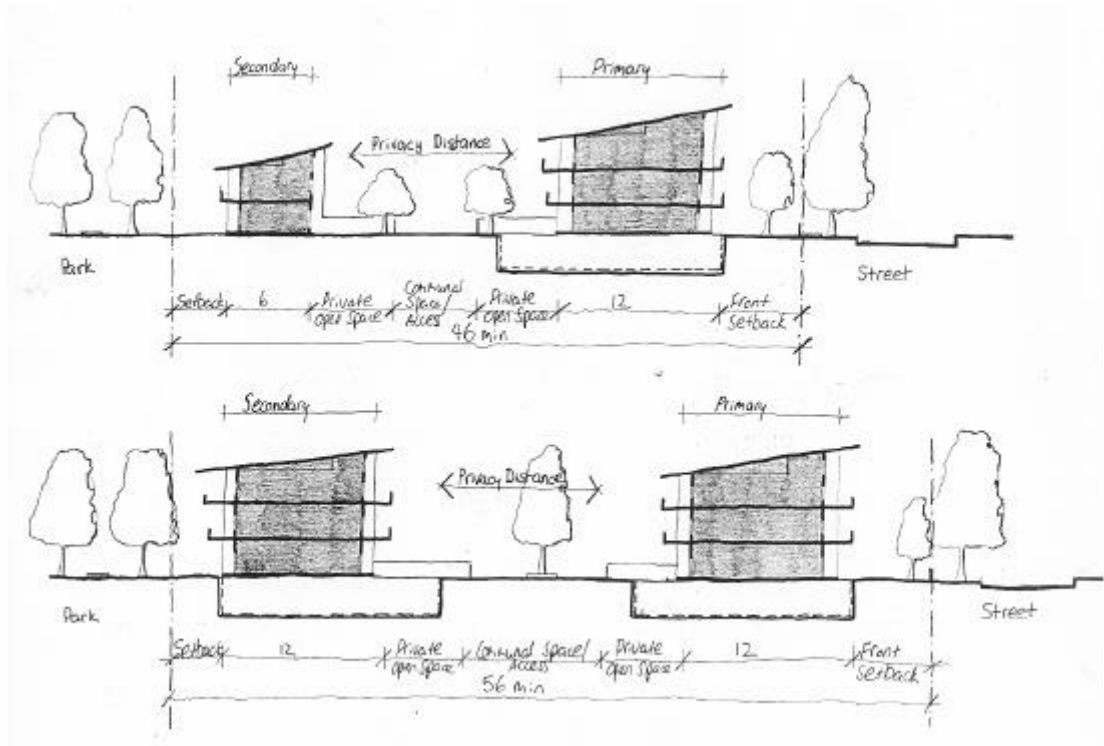 Secondary
Primary
Privacy Distance
Park
Street
Setback
6
Private
open Space
Communal
Space/
Access
Private
open Space
12
Front
Setback
46 min
Secondary
Primary
Privacy Distance
Park
Street
Setback
12
Private
open Space
Communal Space/
Access
Private
open Space
12
Front
Setback
56 min